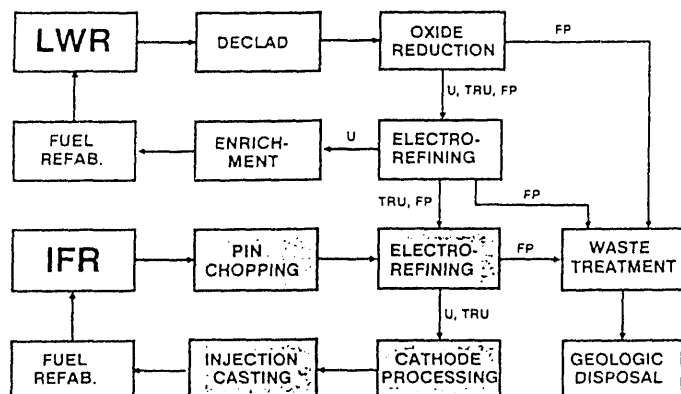 LWR
DECLAD
OXIDE
REDUCTION
FP
U, TRU, FP
FUEL
REFAB.
ENRICH-
MENT
U
ELECTRO-
REFINING
TRU, FP
FP
IFR
PIN
CHOPPING
ELECTRO-
REFINING
FP
WASTE
TREATMENT
U, TRU
FUEL
REFAB.
INJECTION
CASTING
CATHODE
PROCESSING
GEOLOGIC
DISPOSAL